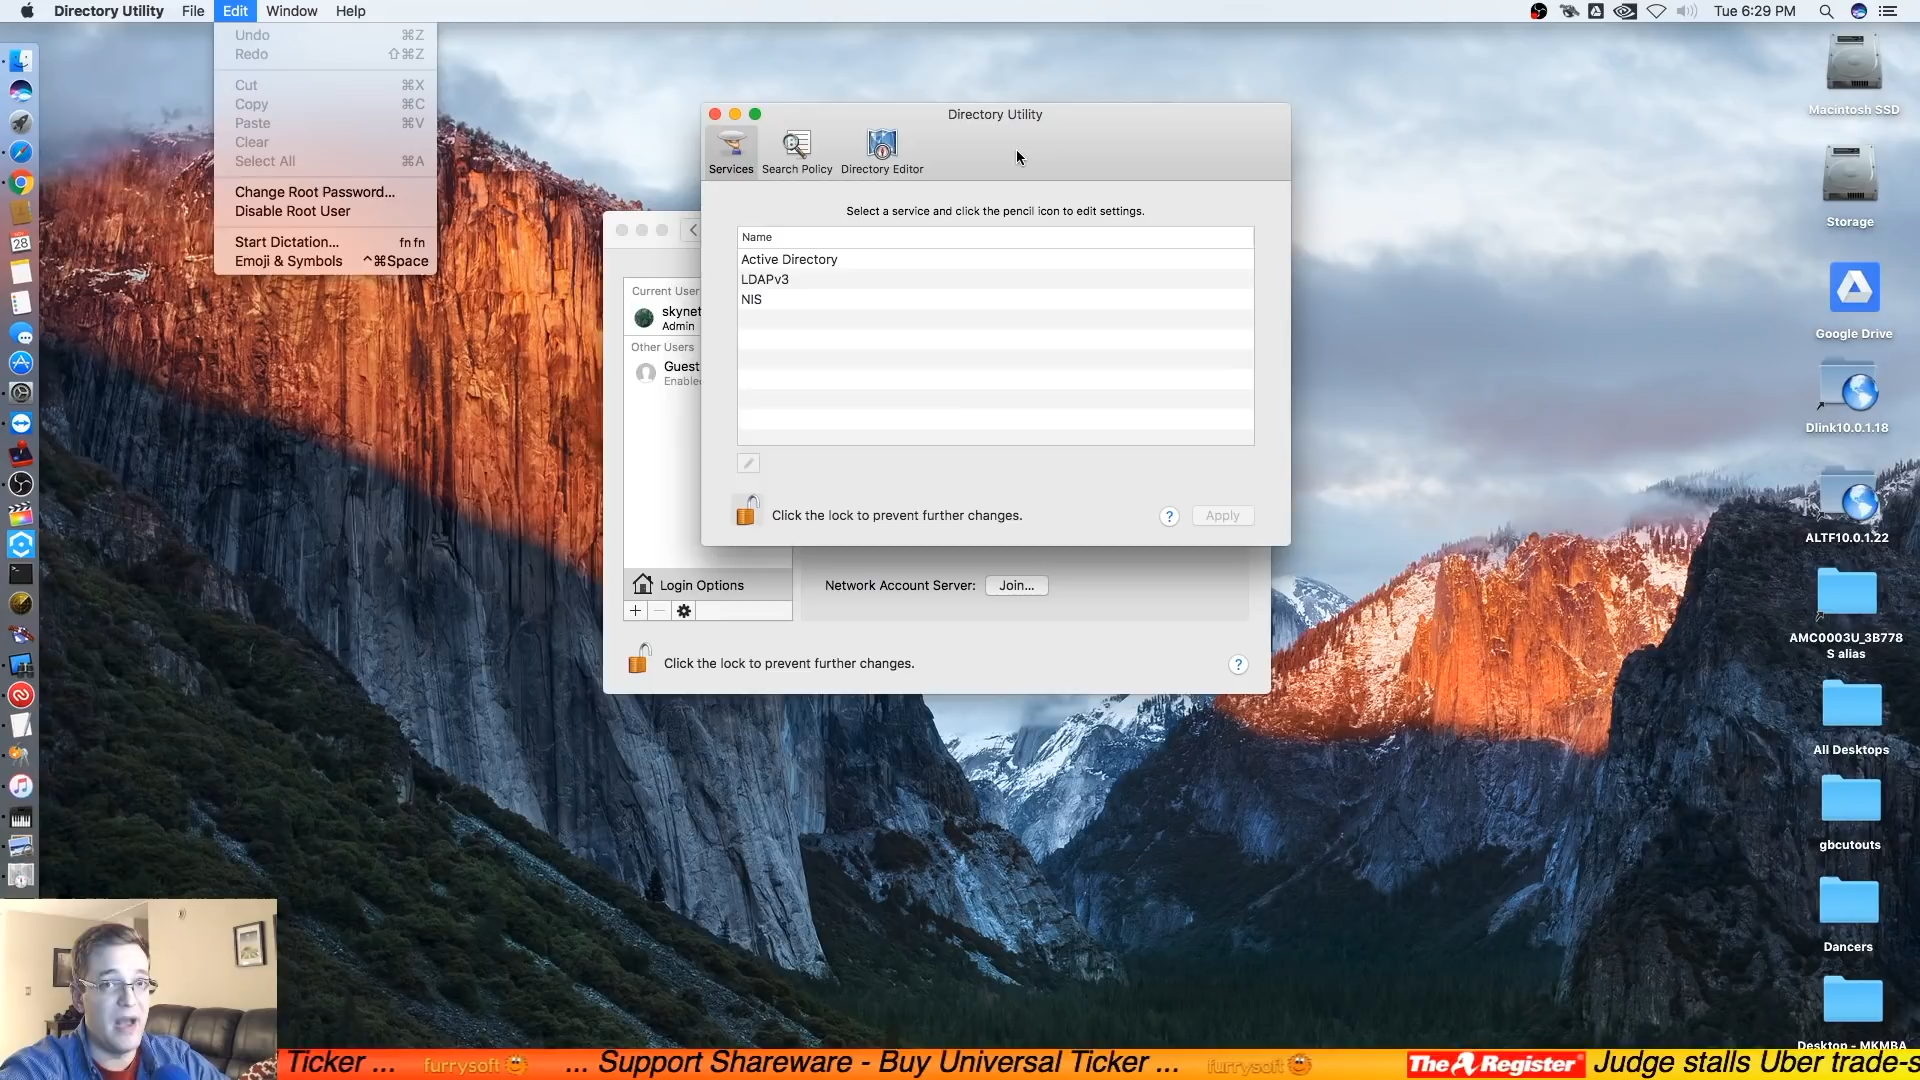 Directory Utility File Edit Window Help
Tue 6:29 PM
Undo ⌘Z
Redo ⇧⌘Z
Cut ⌘X
Copy ⌘C
Paste ⌘V
Clear
Select All ⌘A
Change Root Password...
Disable Root User
Start Dictation... fn fn
Emoji & Symbols ^⌘Space
Directory Utility
Services Search Policy Directory Editor
Select a service and click the pencil icon to edit settings.
Name
Active Directory
LDAPv3
NIS
Click the lock to prevent further changes.
? Apply
Current User
skynet
Admin
Other Users
Guest
Login Options
Network Account Server: Join...
Click the lock to prevent further changes.
?
Macintosh SSD
Storage
Google Drive
Dlink10.0.1.18
ALTF10.0.1.22
AMC0003U_3B778
S alias
All Desktops
gbcutouts
Dancers
Desktop - MKMBA
NOV
28
Ticker ... furrysoft ... Support Shareware - Buy Universal Ticker ... furrysoft The Register Judge stalls Uber trade-s